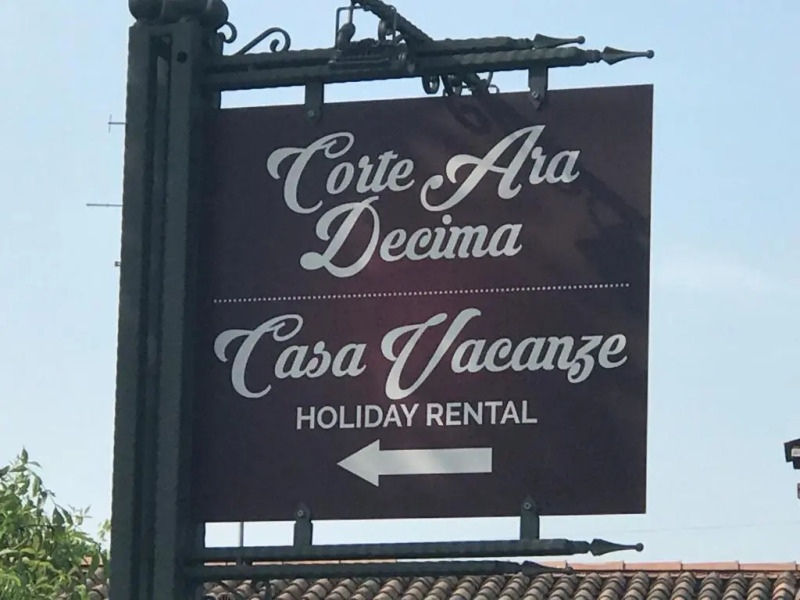 Corte Ara
Decima
Casa Vacanze
HOLIDAY RENTAL